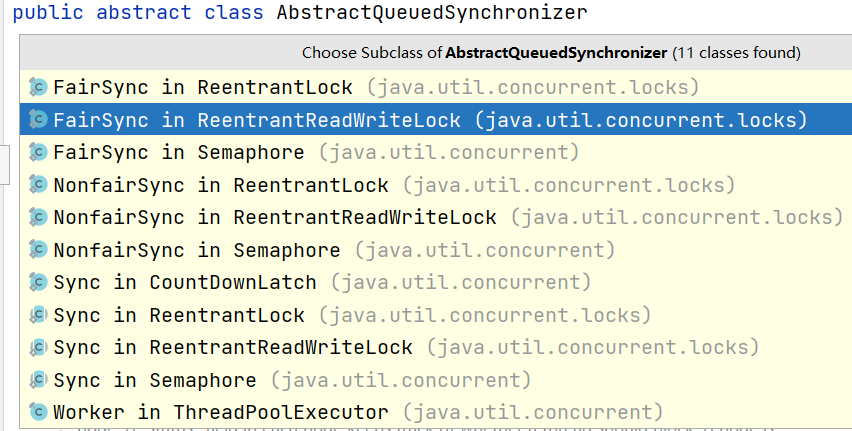 public abstract class AbstractQueuedSynchronizer
Choose Subclass of AbstractQueuedSynchronizer (11 classes found)
FairSync in ReentrantLock (java.util.concurrent.locks)
FairSync in ReentrantReadWriteLock (java.util.concurrent.locks)
FairSync in Semaphore (java.util.concurrent)
NonfairSync in ReentrantLock (java.util.concurrent.locks)
NonfairSync in ReentrantReadWriteLock (java.util.concurrent.locks)
NonfairSync in Semaphore (java.util.concurrent)
Sync in CountDownLatch (java.util.concurrent)
Sync in ReentrantLock (java.util.concurrent.locks)
Sync in ReentrantReadWriteLock (java.util.concurrent.locks)
Sync in Semaphore (java.util.concurrent)
Worker in ThreadPoolExecutor (java.util.concurrent)